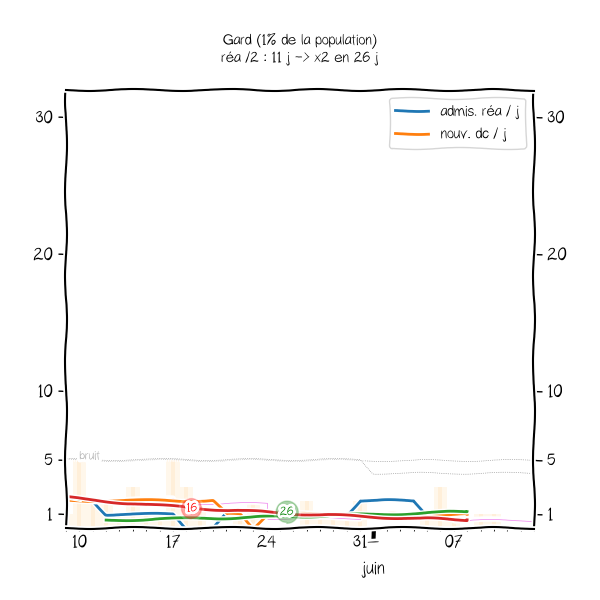 Gard (1% de la population)
réa /2 : 11 j -> x2 en 26 j
admis. réa / j
nouv. dc / j
30
30
20
20
10
10
5
5
bruit
1
1
16
26
10
17
24
31
07
juin